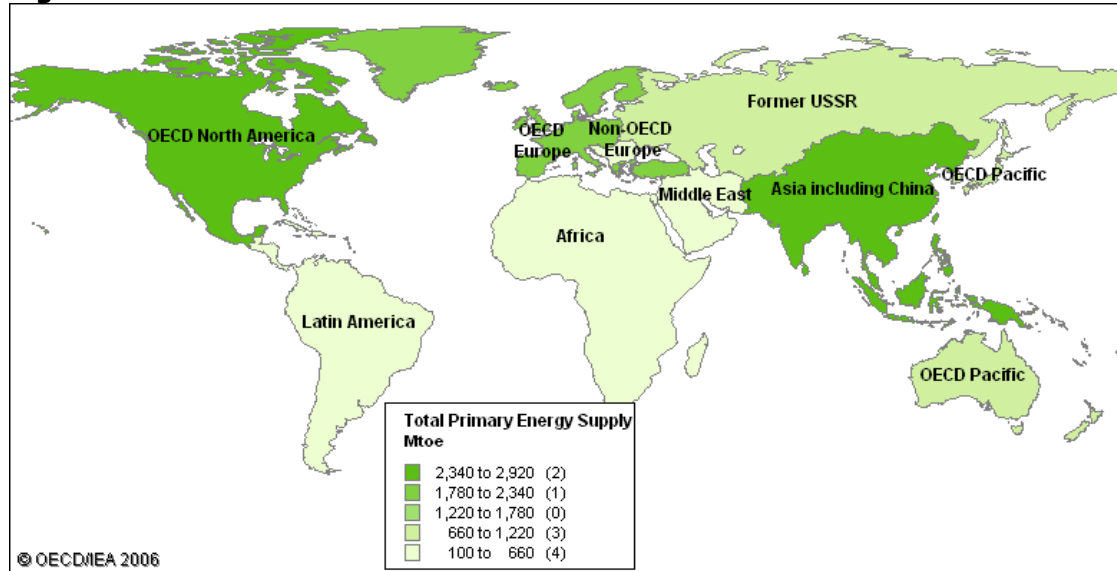 OECD North America
Former USSR
OECD
Europe
Non-OECD
Europe
OECD Pacific
Middle East
Asia including China
Africa
Latin America
OECD Pacific
Total Primary Energy Supply
Mtoe
2,340 to 2,920 (2)
1,780 to 2,340 (1)
1,220 to 1,780 (0)
660 to 1,220 (3)
100 to 660 (4)
© OECD/IEA 2006